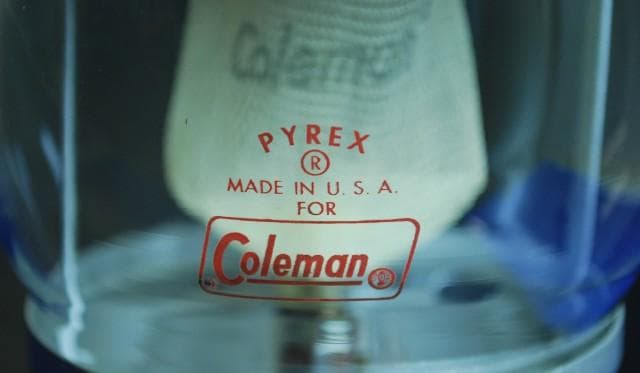 Coleman
PYREX
®
MADE IN U. S. A.
FOR
Coleman